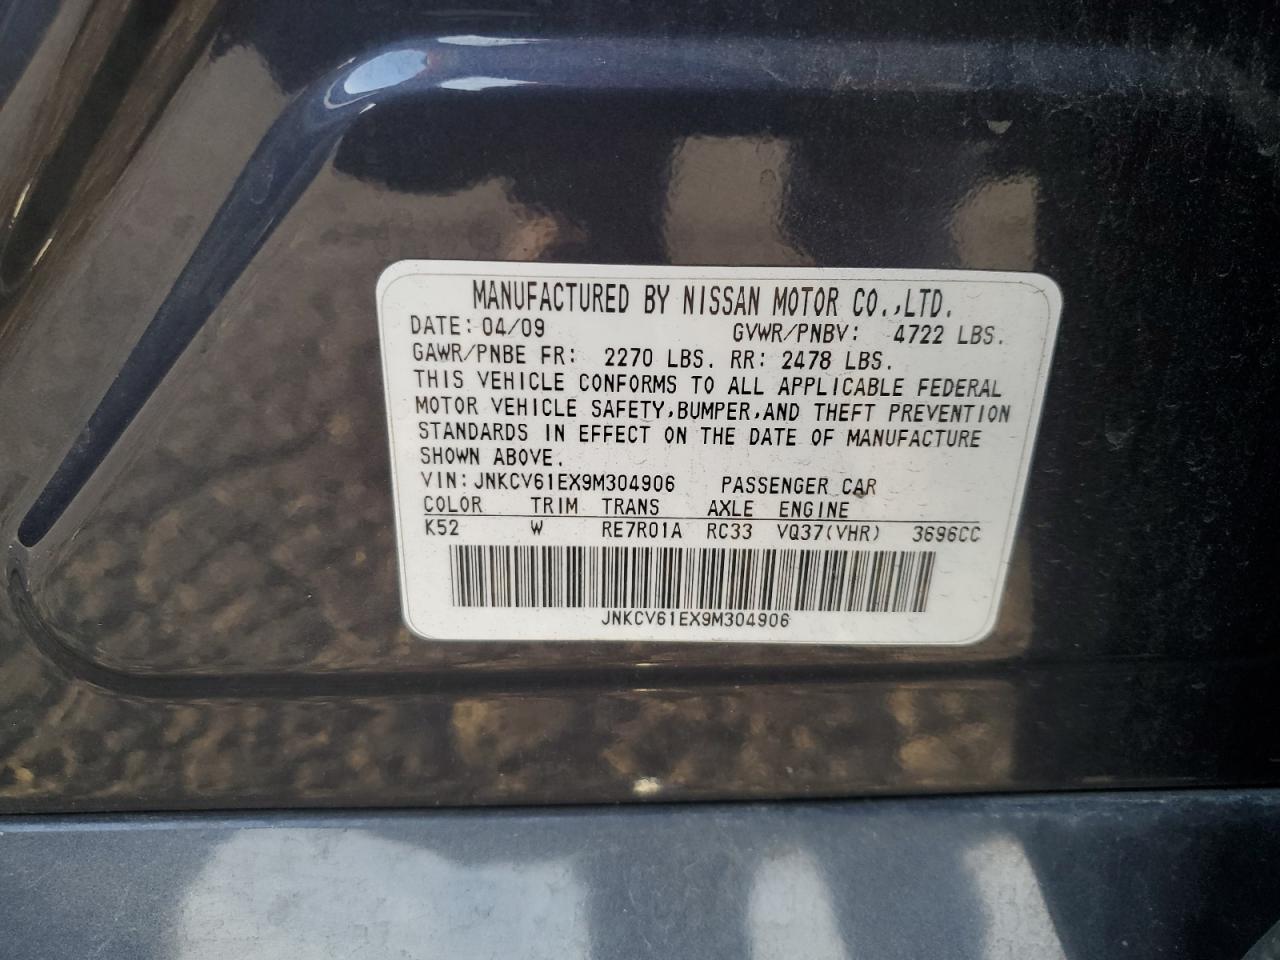 MANUFACTURED BY NISSAN MOTOR CO.,LTD.
DATE: 04/09 GVWR/PNBV: 4722 LBS.
GAWR/PNBE FR: 2270 LBS. RR: 2478 LBS.
THIS VEHICLE CONFORMS TO ALL APPLICABLE FEDERAL
MOTOR VEHICLE SAFETY,BUMPER,AND THEFT PREVENTION
STANDARDS IN EFFECT ON THE DATE OF MANUFACTURE
SHOWN ABOVE.
VIN: JNKCV61EX9M304906 PASSENGER CAR
COLOR TRIM TRANS AXLE ENGINE
K52 W RE7R01A RC33 VQ37(VHR) 3696CC
JNKCV61EX9M304906